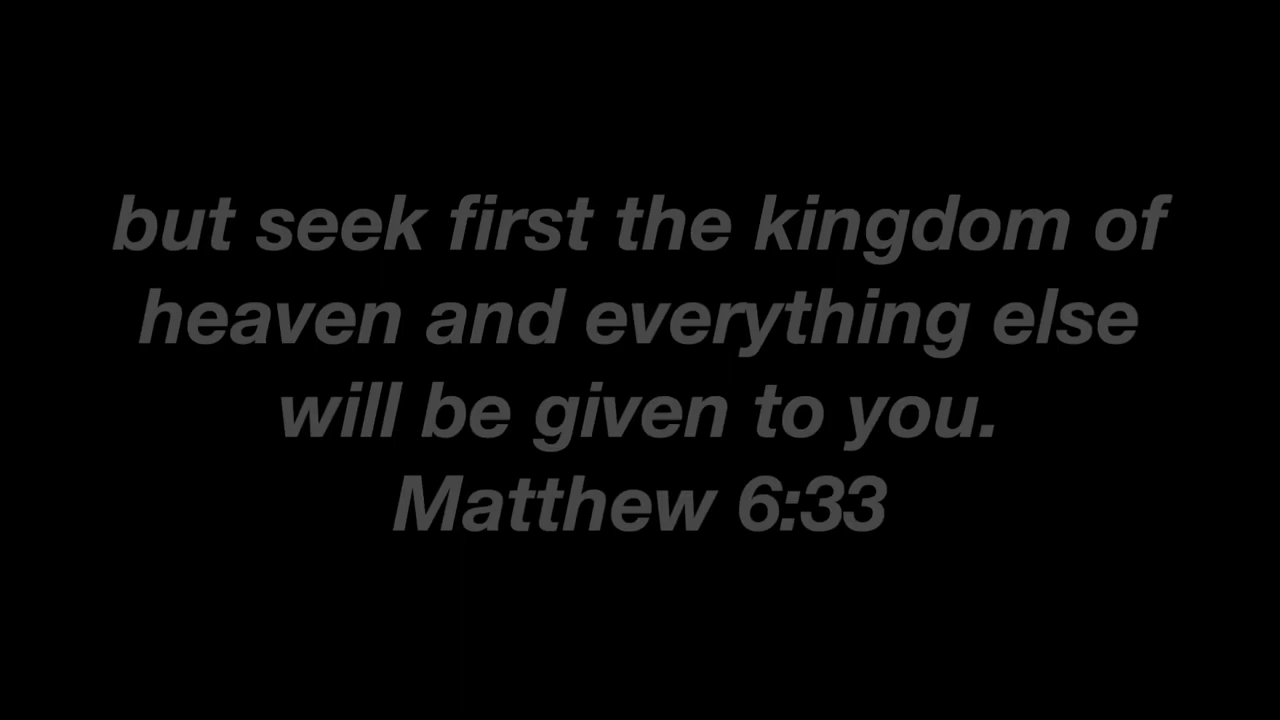 but seek first the kingdom of
heaven and everything else
will be given to you.
Matthew 6:33